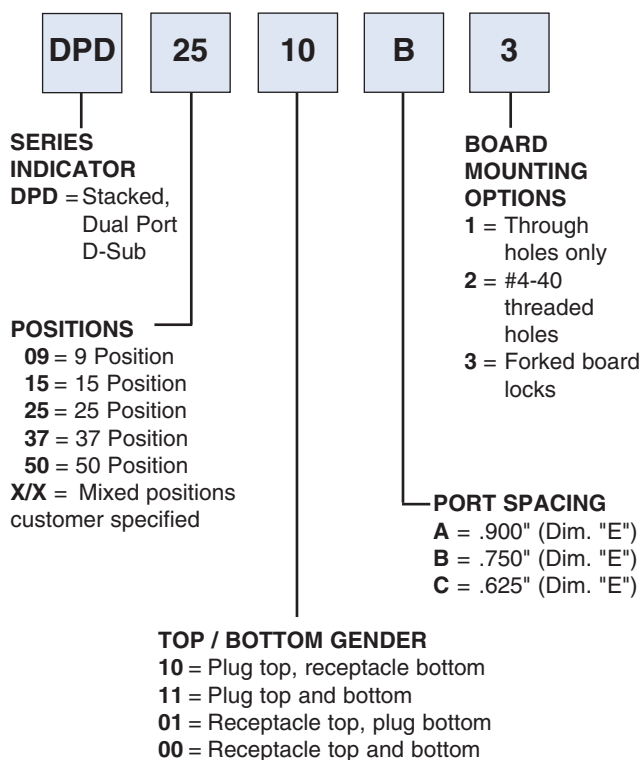 DPD 25 10 B 3
SERIES
INDICATOR
DPD = Stacked,
Dual Port
D-Sub
POSITIONS
09 = 9 Position
15 = 15 Position
25 = 25 Position
37 = 37 Position
50 = 50 Position
X/X = Mixed positions
customer specified
BOARD
MOUNTING
OPTIONS
1 = Through
holes only
2 = #4-40
threaded
holes
3 = Forked board
locks
PORT SPACING
A = .900" (Dim. "E")
B = .750" (Dim. "E")
C = .625" (Dim. "E")
TOP / BOTTOM GENDER
10 = Plug top, receptacle bottom
11 = Plug top and bottom
01 = Receptacle top, plug bottom
00 = Receptacle top and bottom